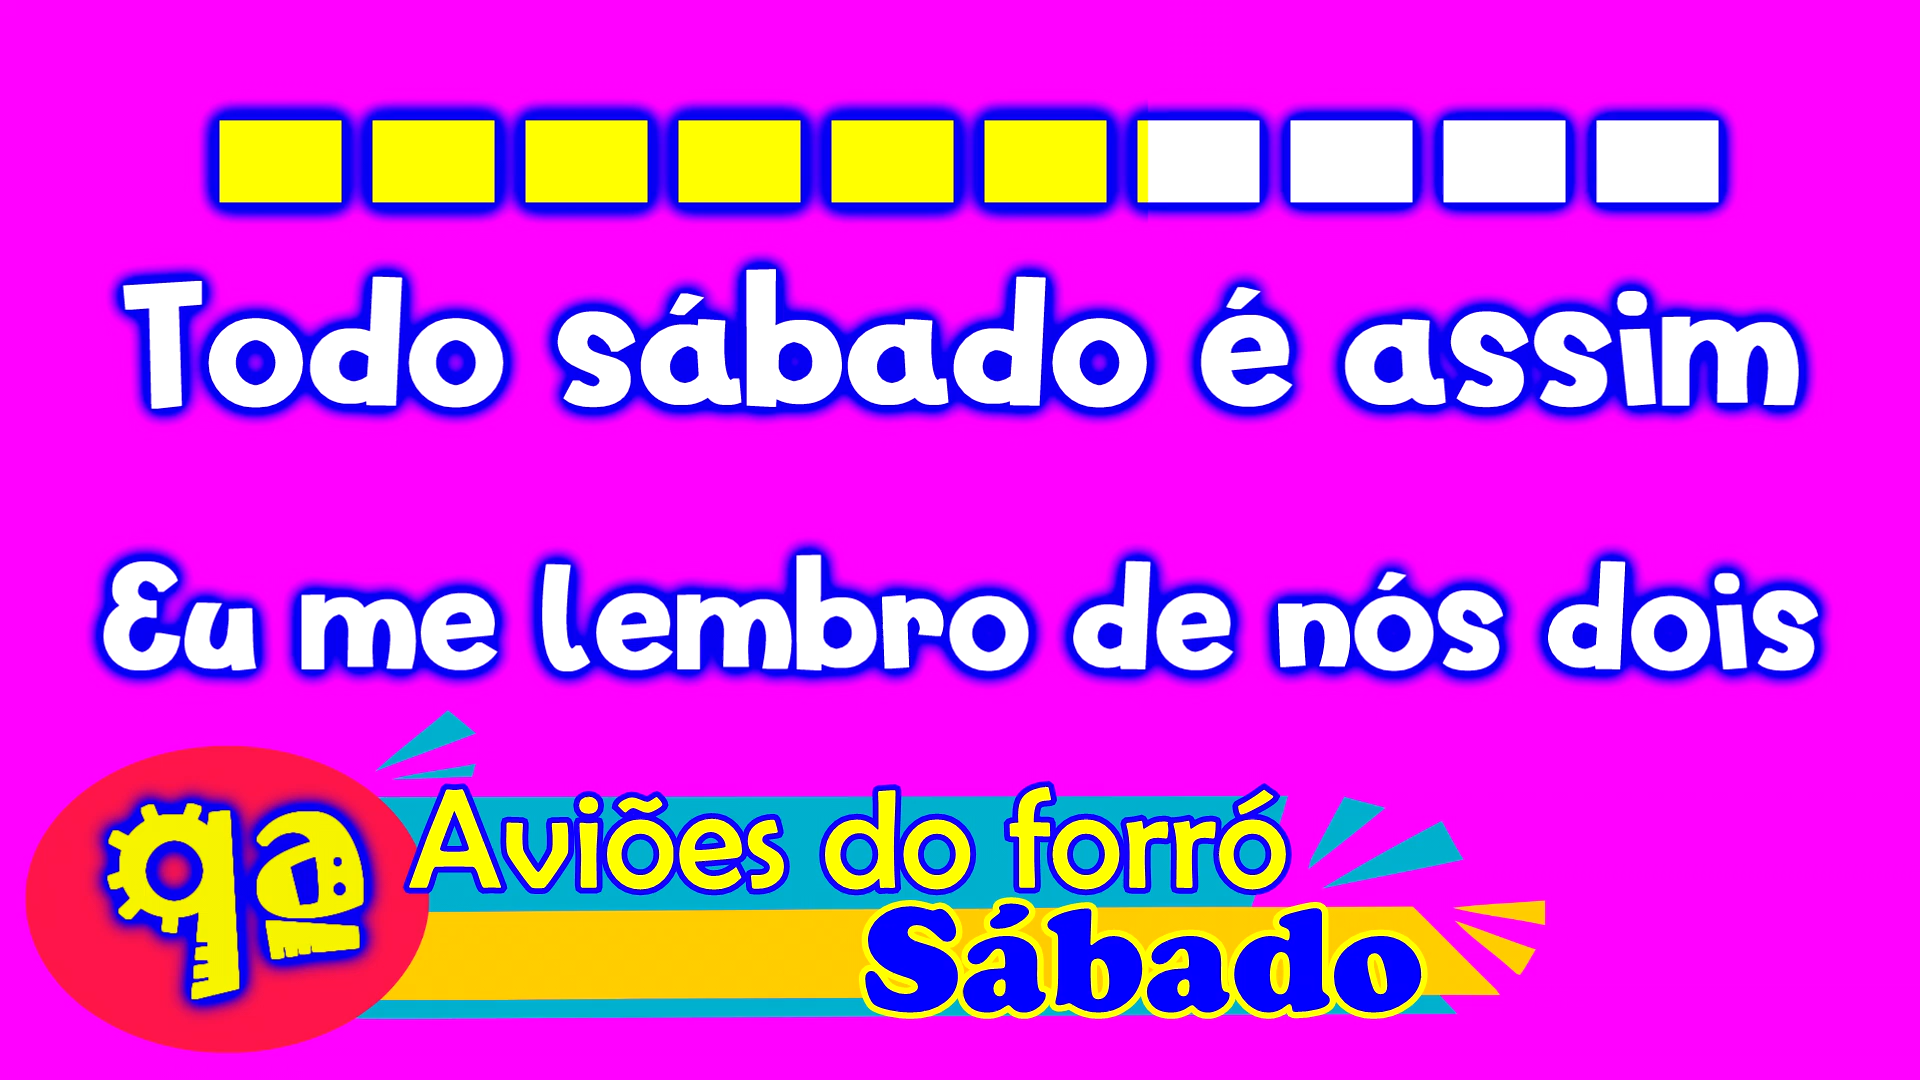 Todo sábado é assim
Eu me lembro de nós dois
qa
Aviões do forró
Sábado